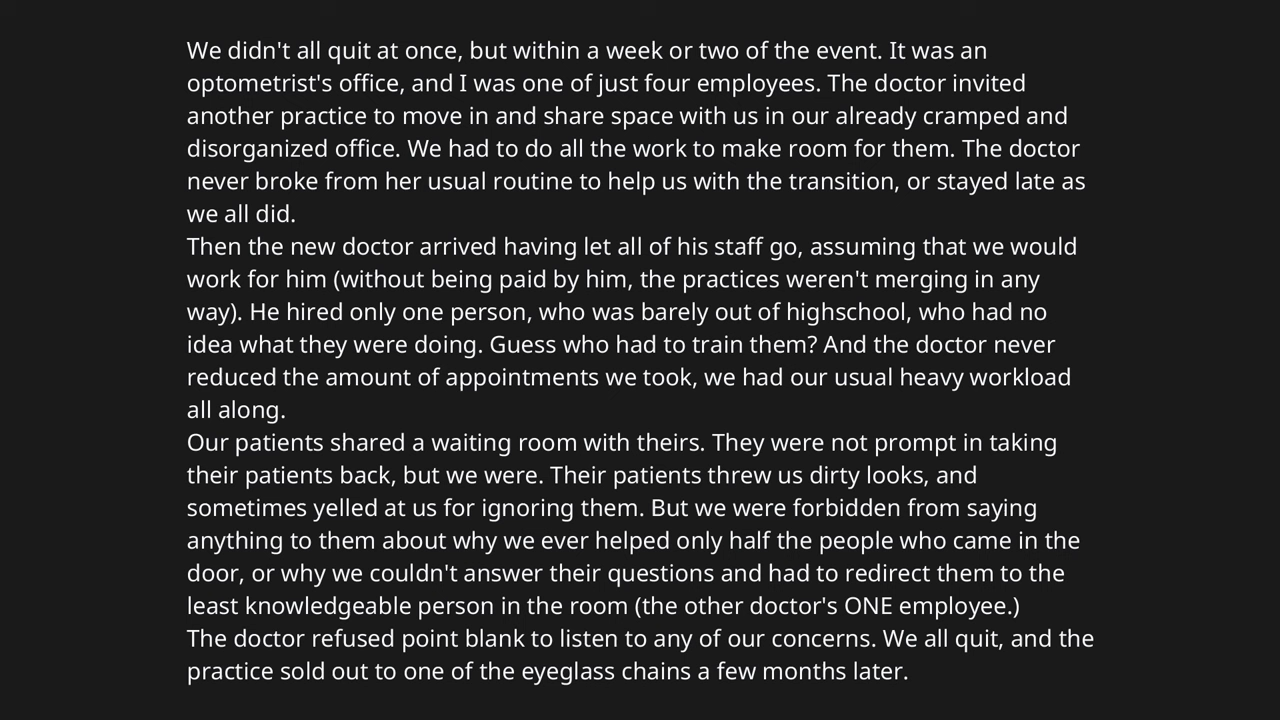 We didn't all quit at once, but within a week or two of the event. It was an
optometrist's office, and I was one of just four employees. The doctor invited
another practice to move in and share space with us in our already cramped and
disorganized office. We had to do all the work to make room for them. The doctor
never broke from her usual routine to help us with the transition, or stayed late as
we all did.
Then the new doctor arrived having let all of his staff go, assuming that we would
work for him (without being paid by him, the practices weren't merging in any
way). He hired only one person, who was barely out of highschool, who had no
idea what they were doing. Guess who had to train them? And the doctor never
reduced the amount of appointments we took, we had our usual heavy workload
all along.
Our patients shared a waiting room with theirs. They were not prompt in taking
their patients back, but we were. Their patients threw us dirty looks, and
sometimes yelled at us for ignoring them. But we were forbidden from saying
anything to them about why we ever helped only half the people who came in the
door, or why we couldn't answer their questions and had to redirect them to the
least knowledgeable person in the room (the other doctor's ONE employee.)
The doctor refused point blank to listen to any of our concerns. We all quit, and the
practice sold out to one of the eyeglass chains a few months later.